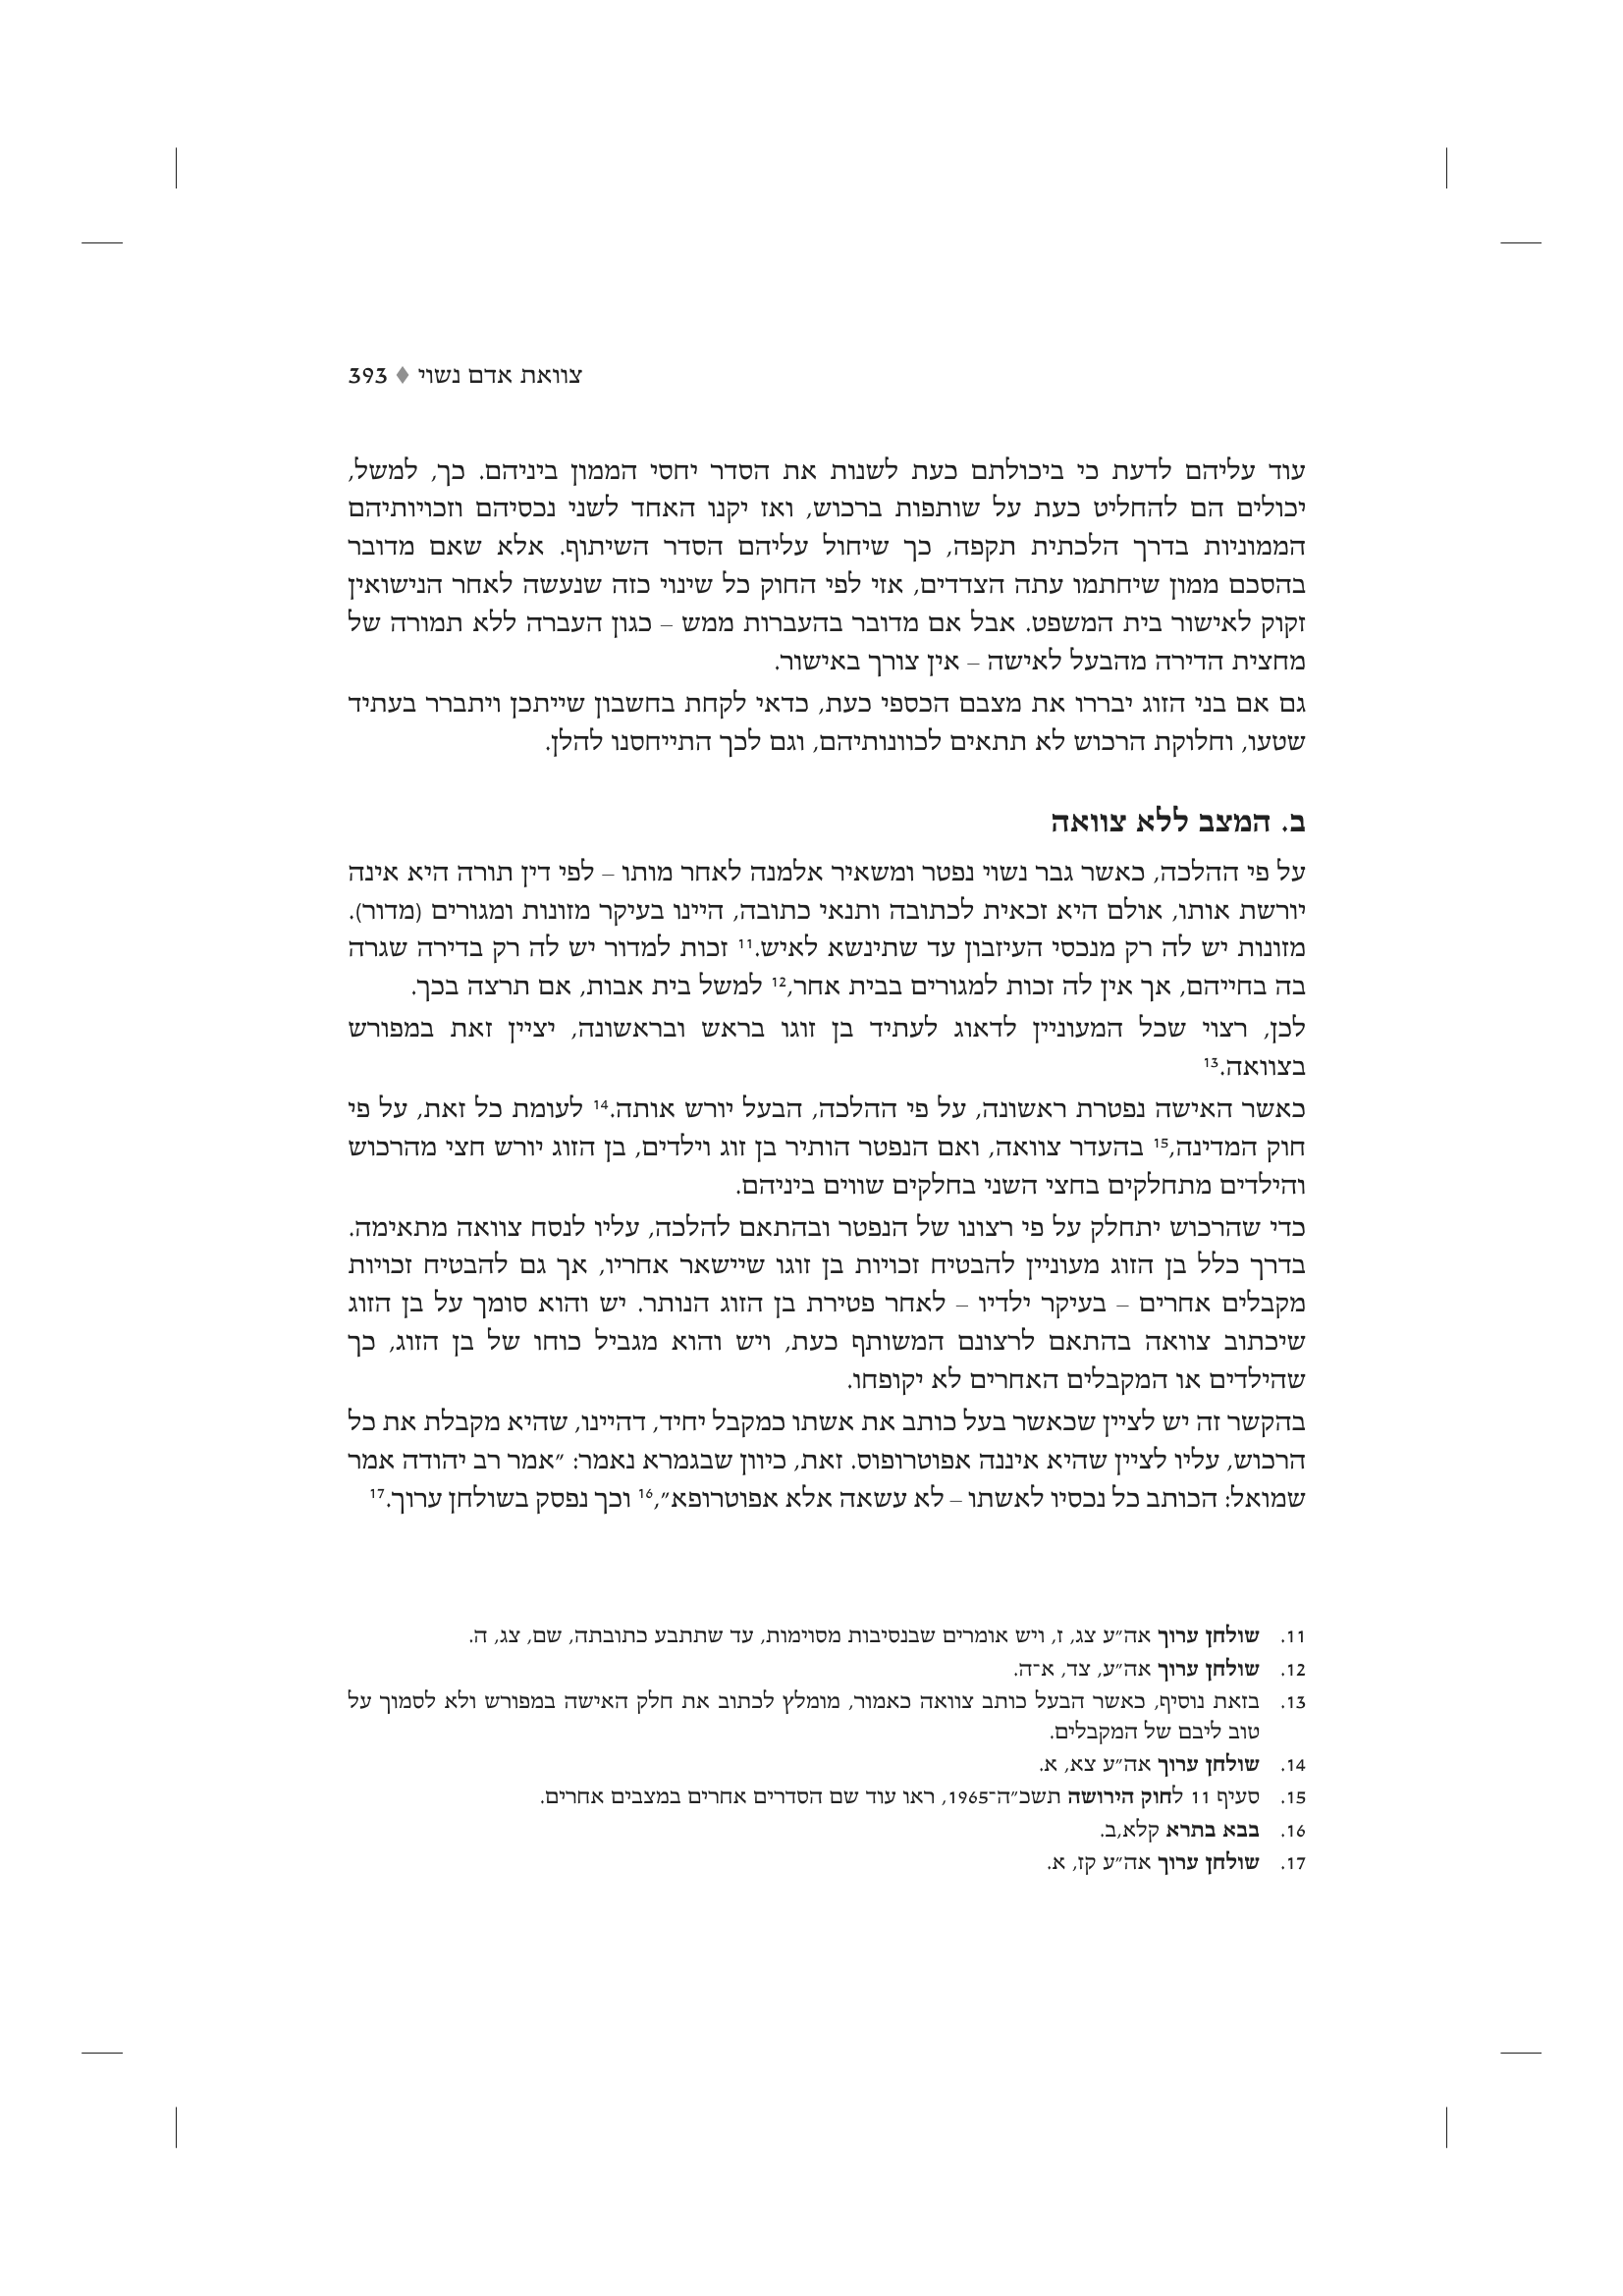 צוואת אדם נשוי ♦ 393
עוד עליהם לדעת כי ביכולתם כעת לשנות את הסדר יחסי הממון ביניהם. כך, למשל,
יכולים הם להחליט כעת על שותפות ברכוש, ואז יקנו האחד לשני נכסיהם וזכויותיהם
הממוניות בדרך הלכתית תקפה, כך שיחול עליהם הסדר השיתוף. אלא שאם מדובר
בהסכם ממון שיחתמו עתה הצדדים, אזי לפי החוק כל שינוי כזה שנעשה לאחר הנישואין
זקוק לאישור בית המשפט. אבל אם מדובר בהעברות ממש – כגון העברה ללא תמורה של
מחצית הדירה מהבעל לאישה – אין צורך באישור.
גם אם בני הזוג יבררו את מצבם הכספי כעת, כדאי לקחת בחשבון שייתכן ויתברר בעתיד
שטעו, וחלוקת הרכוש לא תתאים לכוונותיהם, וגם לכך התייחסנו להלן.
ב. המצב ללא צוואה
על פי ההלכה, כאשר גבר נשוי נפטר ומשאיר אלמנה לאחר מותו – לפי דין תורה היא אינה
יורשת אותו, אולם היא זכאית לכתובה ותנאי כתובה, היינו בעיקר מזונות ומגורים (מדור).
מזונות יש לה רק מנכסי העיזבון עד שתינשא לאיש.11 זכות למדור יש לה רק בדירה שגרה
בה בחייהם, אך אין לה זכות למגורים בבית אחר,12 למשל בית אבות, אם תרצה בכך.
לכן, רצוי שכל המעוניין לדאוג לעתיד בן זוגו בראש ובראשונה, יציין זאת במפורש
בצוואה.13
כאשר האישה נפטרת ראשונה, על פי ההלכה, הבעל יורש אותה.14 לעומת כל זאת, על פי
חוק המדינה,15 בהעדר צוואה, ואם הנפטר הותיר בן זוג וילדים, בן הזוג יורש חצי מהרכוש
והילדים מתחלקים בחצי השני בחלקים שווים ביניהם.
כדי שהרכוש יתחלק על פי רצונו של הנפטר ובהתאם להלכה, עליו לנסח צוואה מתאימה.
בדרך כלל בן הזוג מעוניין להבטיח זכויות בן זוגו שיישאר אחריו, אך גם להבטיח זכויות
מקבלים אחרים – בעיקר ילדיו – לאחר פטירת בן הזוג הנותר. יש והוא סומך על בן הזוג
שיכתוב צוואה בהתאם לרצונם המשותף כעת, ויש והוא מגביל כוחו של בן הזוג, כך
שהילדים או המקבלים האחרים לא יקופחו.
בהקשר זה יש לציין שכאשר בעל כותב את אשתו כמקבל יחיד, דהיינו, שהיא מקבלת את כל
הרכוש, עליו לציין שהיא איננה אפוטרופוס. זאת, כיוון שבגמרא נאמר: ״אמר רב יהודה אמר
שמואל: הכותב כל נכסיו לאשתו – לא עשאה אלא אפוטרופא״,16 וכך נפסק בשולחן ערוך.17
11. שולחן ערוך אה״ע צג, ז, ויש אומרים שבנסיבות מסוימות, עד שתתבע כתובתה, שם, צג, ה.
12. שולחן ערוך אה״ע, צד, א־ה.
13. בזאת נוסיף, כאשר הבעל כותב צוואה כאמור, מומלץ לכתוב את חלק האישה במפורש ולא לסמוך על
טוב ליבם של המקבלים.
14. שולחן ערוך אה״ע צא, א.
15. סעיף 11 לחוק הירושה תשכ״ה־1965, ראו עוד שם הסדרים אחרים במצבים אחרים.
16. בבא בתרא קלא,ב.
17. שולחן ערוך אה״ע קז, א.